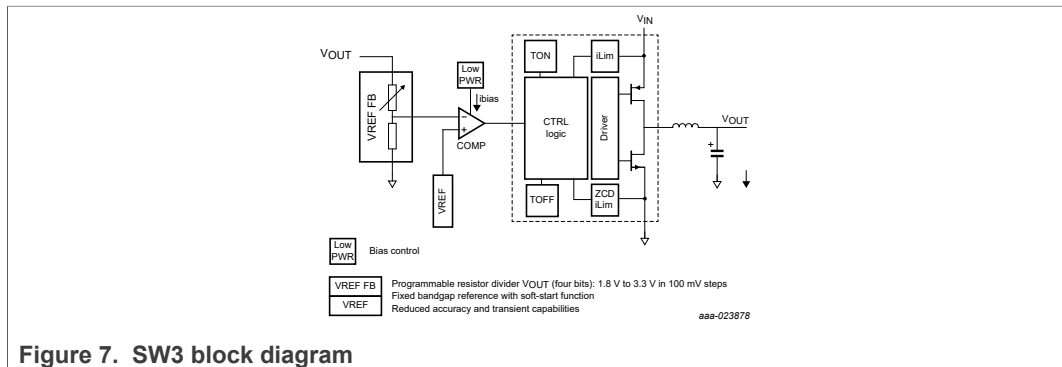 VIN
VOUT
TON
iLim
Low
PWR
ibias
VREF FB
CTRL
logic
Driver
VOUT
−
+
COMP
+
VREF
TOFF
ZCD
iLim
Low
PWR
Bias control
VREF FB
Programmable resistor divider VOUT (four bits): 1.8 V to 3.3 V in 100 mV steps
Fixed bandgap reference with soft-start function
VREF
Reduced accuracy and transient capabilities
aaa-023878
Figure 7. SW3 block diagram